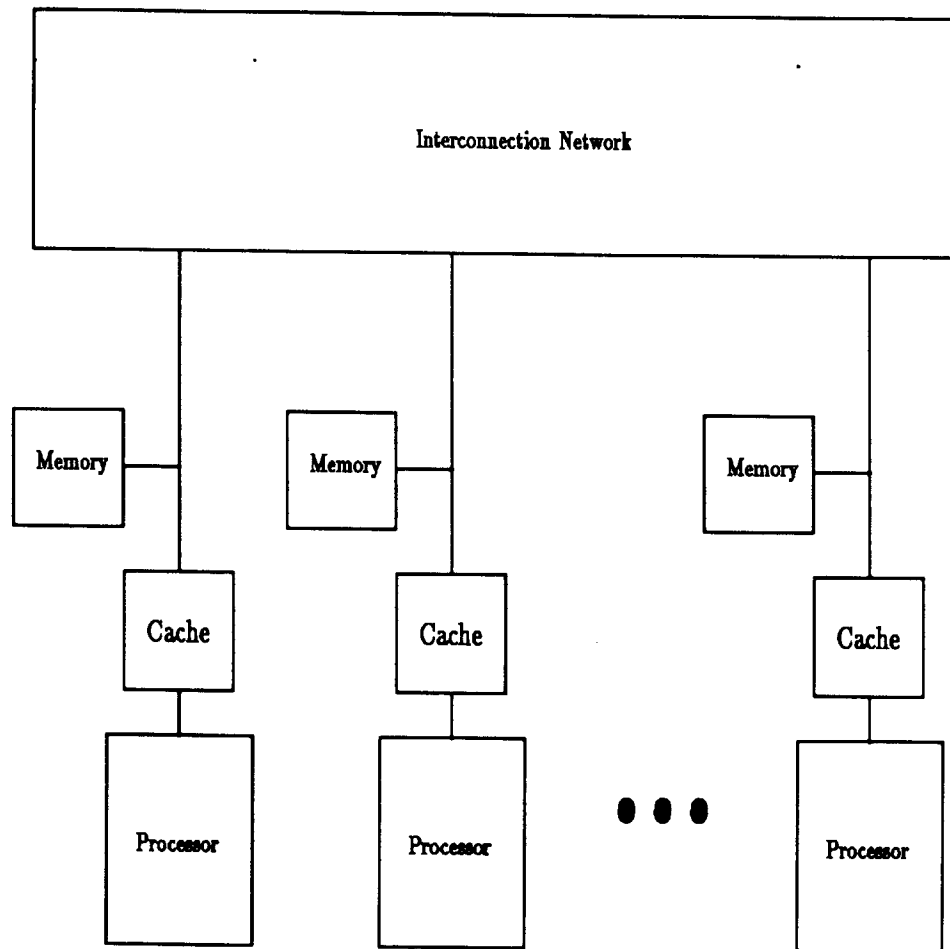 Interconnection Network
Memory
Memory
Memory
Cache
Cache
Cache
Processor
Processor
Processor